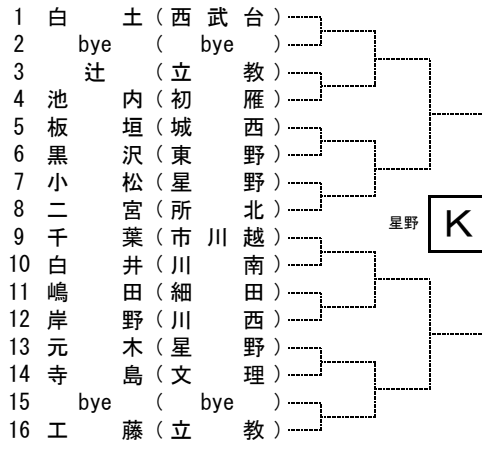 1 白 土 (西 武 台)
2 bye ( bye )
3 辻 (立 教)
4 池 内 (初 雁)
5 板 垣 (城 西)
6 黒 沢 (東 野)
7 小 松 (星 野)
8 二 宮 (所 北)
星野 K
9 千 葉 (市 川 越)
10 白 井 (川 南)
11 嶋 田 (細 田)
12 岸 野 (川 西)
13 元 木 (星 野)
14 寺 島 (文 理)
15 bye ( bye )
16 工 藤 (立 教)